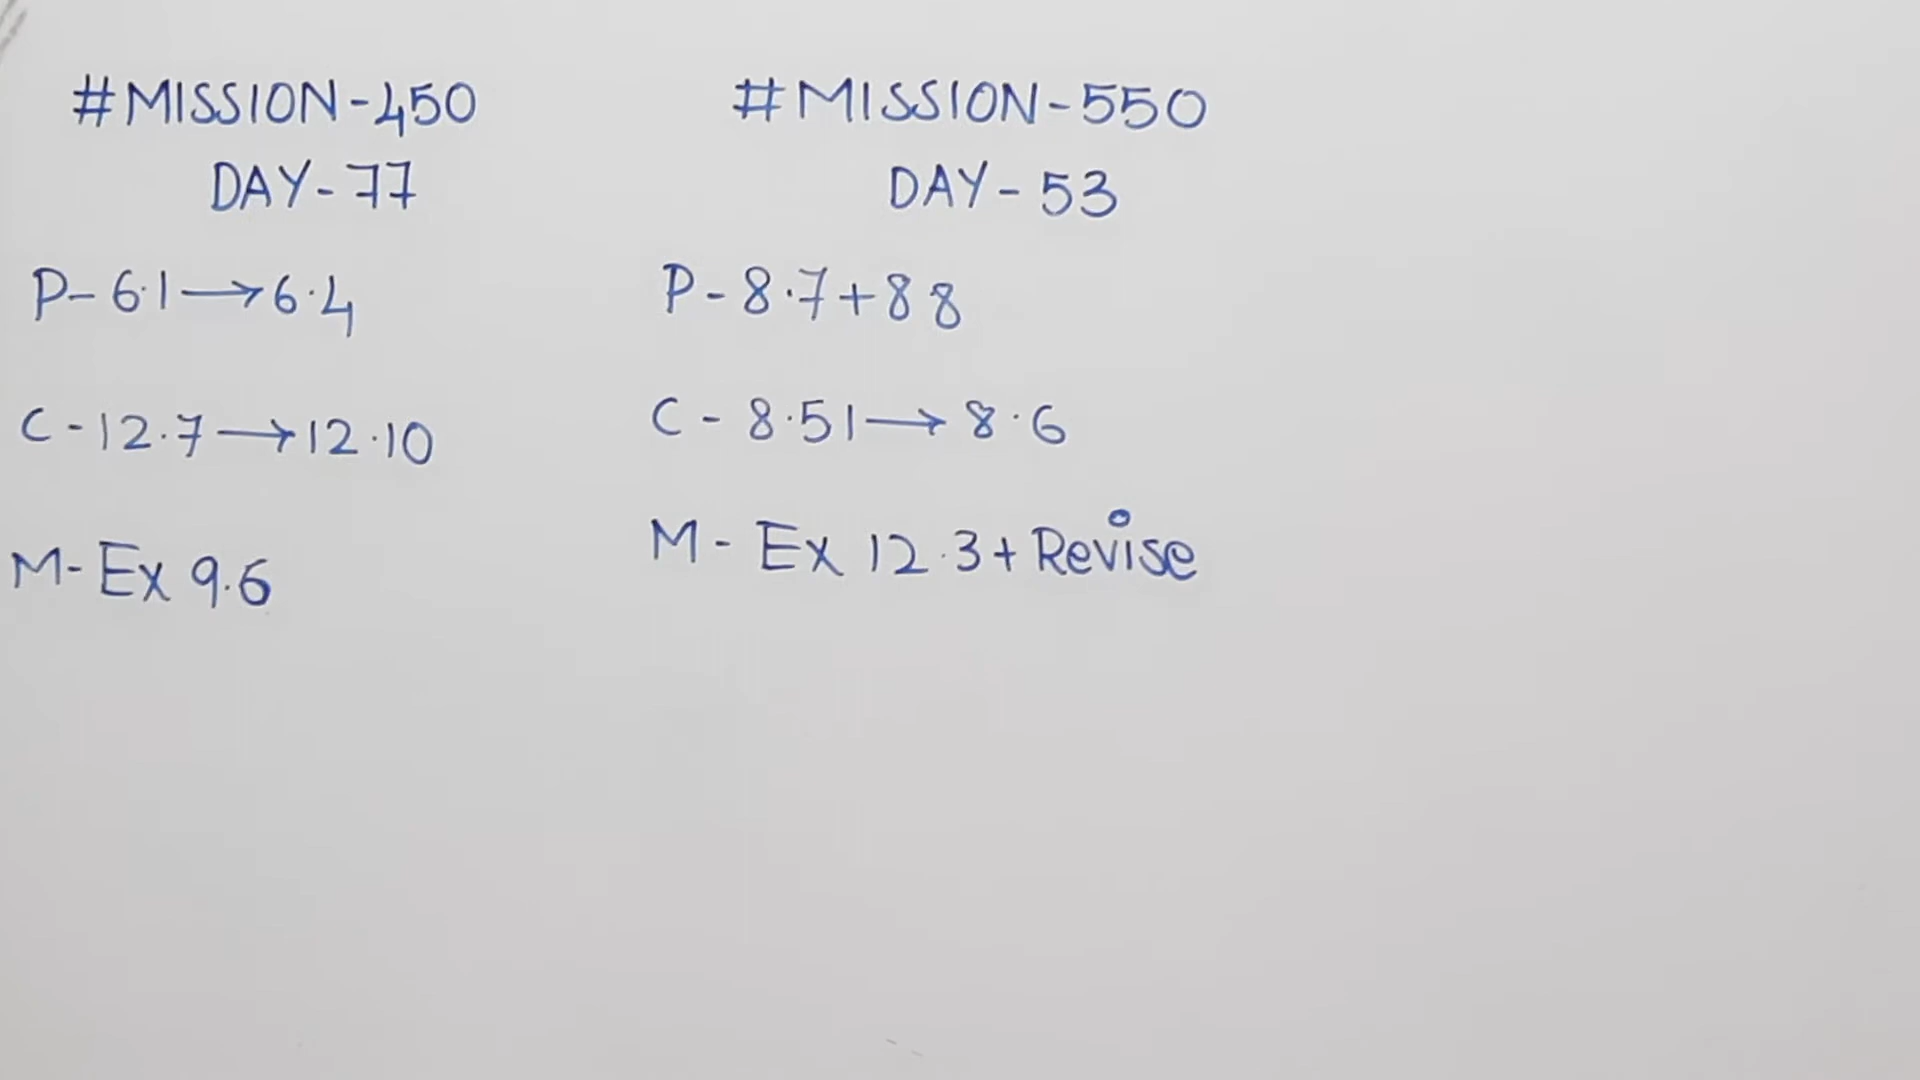 #MISSION-450
DAY-77
P-6.1→6.4
C-12.7→12.10
M-Ex 9.6
#MISSION-550
DAY-53
P-8.7+8 8
C-8.51→8.6
M-Ex 12.3+Revise